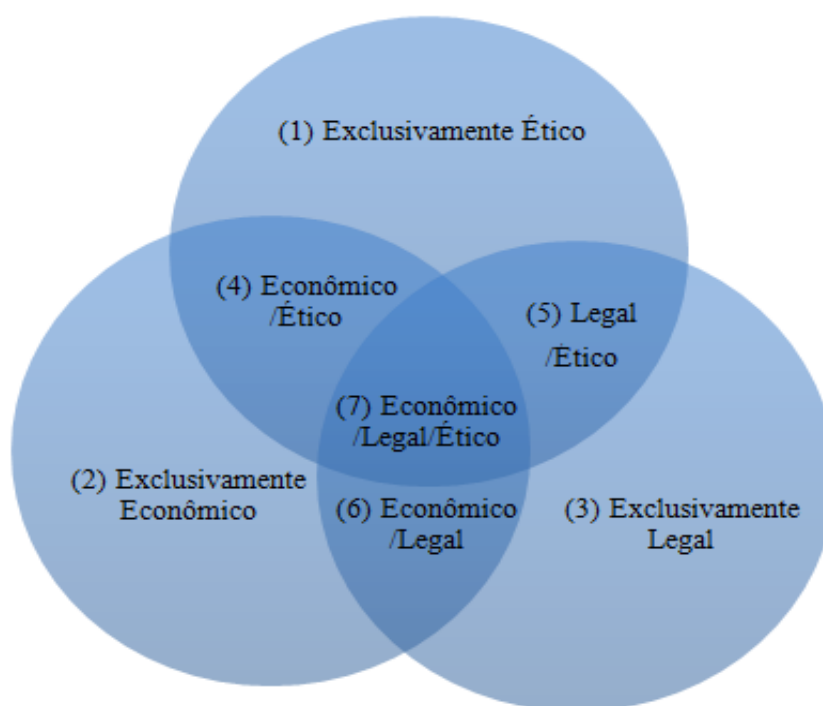 (1) Exclusivamente Ético
(4) Econômico
/Ético
(5) Legal
/Ético
(7) Econômico
/Legal/Ético
(2) Exclusivamente
Econômico
(6) Econômico
/Legal
(3) Exclusivamente
Legal